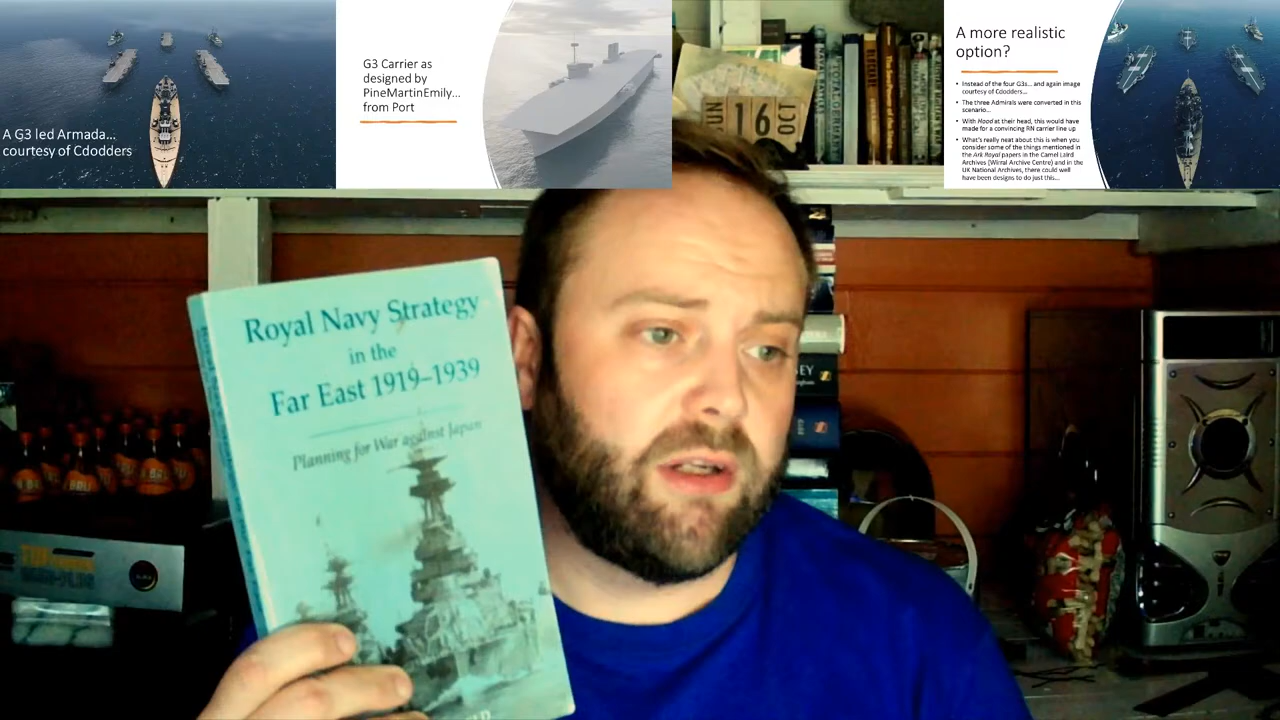 A G3 led Armada...
courtesy of Cdodders
G3 Carrier as
designed by
PineMartinEmily...
from Port
A more realistic
option?
• Instead of the four G3s... and again image
courtesy of Cdodders...
• The three Admirals were converted in this
scenario...
• With Hood at their head, this would have
made for a convincing RN carrier line up
• What's really neat about this is when you
consider some of the things mentioned in
the Ark Royal papers in the Camel Laird
Archives (Wirral Archive Centre) and in the
UK National Archives, there could well
have been designs to do just this...
JUN 16 OCT
Royal Navy Strategy
in the
Far East 1919–1939
Planning for War against Japan